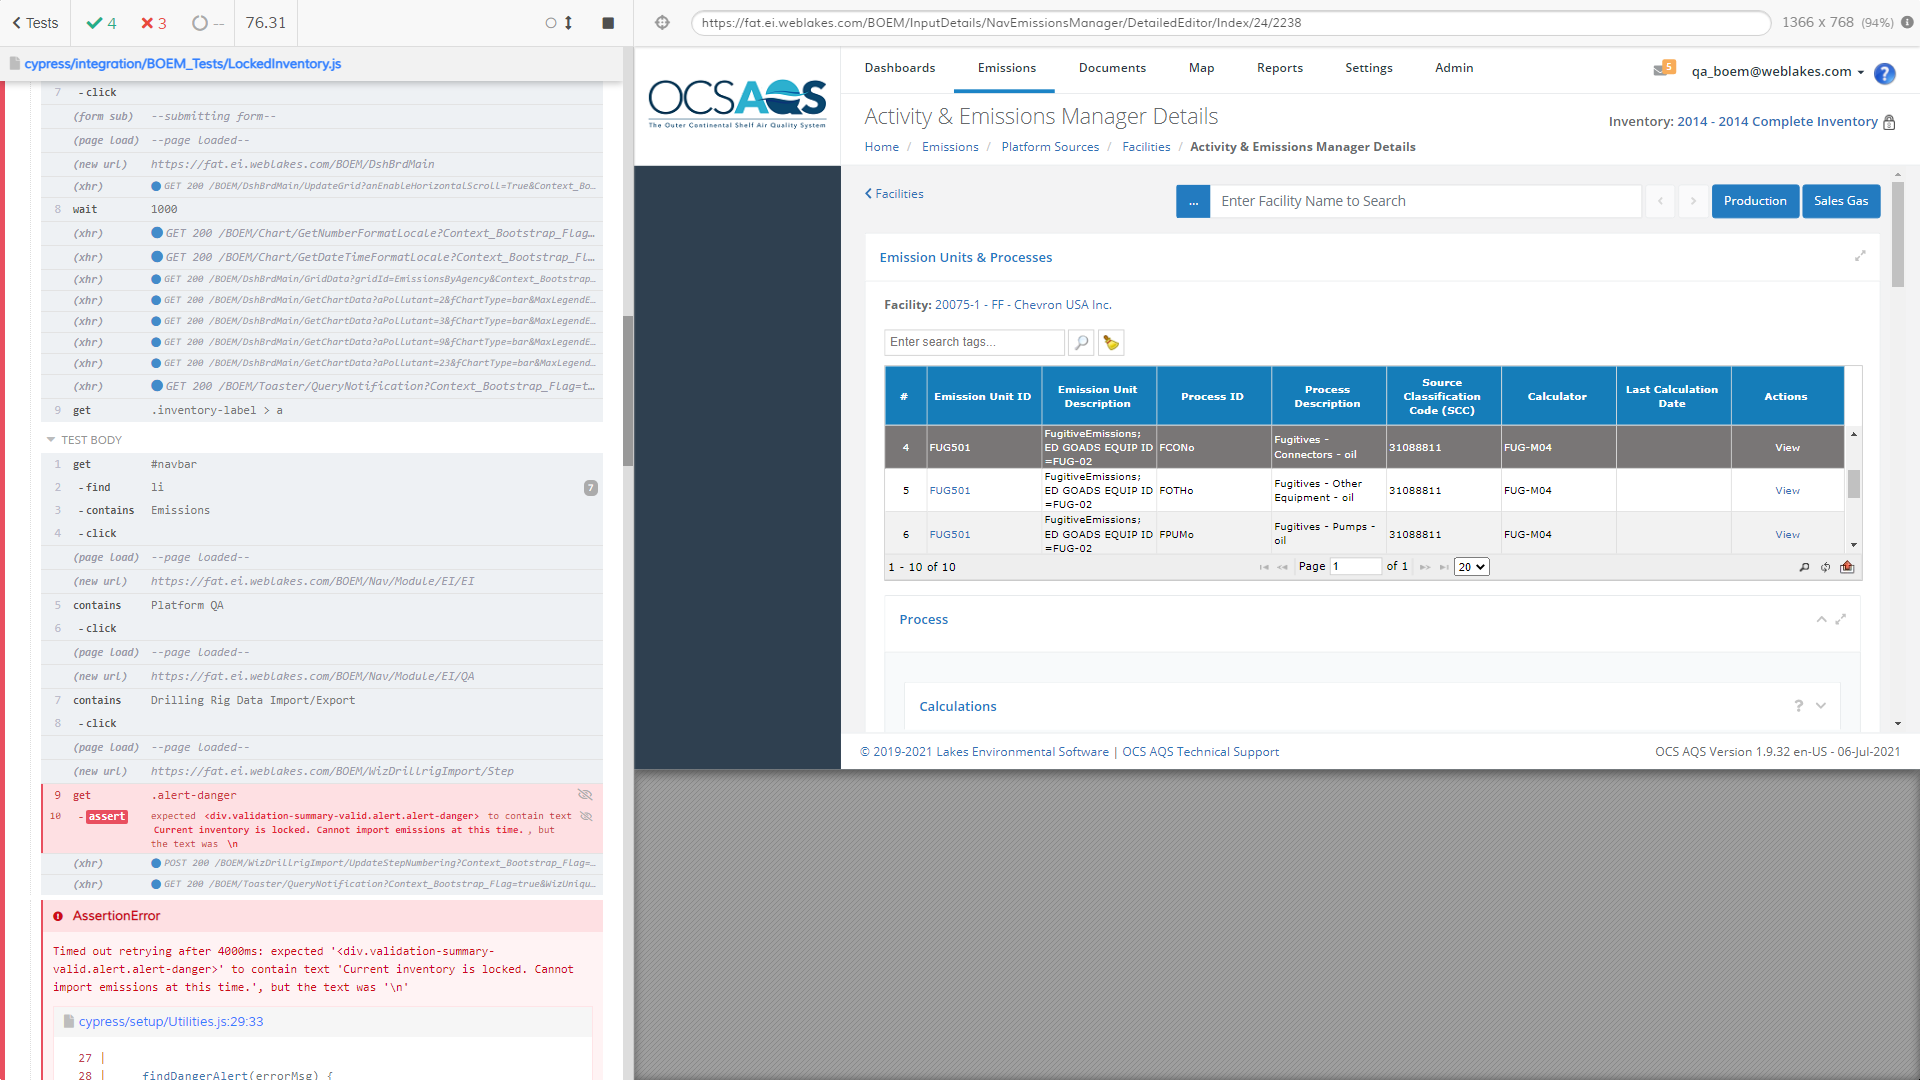 Tests
4
3
--
76.31
cypress/integration/BOEM_Tests/LockedInventory.js
7 -click
(form sub) --submitting form--
(page load) --page loaded--
(new url) https://fat.ei.weblakes.com/BOEM/DshBrdMain
(xhr) GET 200 /BOEM/DshBrdMain/UpdateGrid?anEnableHorizontalScroll=True&Context_Bo...
8 wait 1000
(xhr) GET 200 /BOEM/Chart/GetNumberFormatLocale?Context_Bootstrap_Flag...
(xhr) GET 200 /BOEM/Chart/GetDateTimeFormatLocale?Context_Bootstrap_Fl...
(xhr) GET 200 /BOEM/DshBrdMain/GridData?gridId=EmissionsByAgency&Context_Bootstrap...
(xhr) GET 200 /BOEM/DshBrdMain/GetChartData?aPollutant=2&fChartType=bar&MaxLegendE...
(xhr) GET 200 /BOEM/DshBrdMain/GetChartData?aPollutant=3&fChartType=bar&MaxLegendE...
(xhr) GET 200 /BOEM/DshBrdMain/GetChartData?aPollutant=9&fChartType=bar&MaxLegendE...
(xhr) GET 200 /BOEM/DshBrdMain/GetChartData?aPollutant=23&fChartType=bar&MaxLegend...
(xhr) GET 200 /BOEM/Toaster/QueryNotification?Context_Bootstrap_Flag=t...
9 get .inventory-label > a
TEST BODY
1 get #navbar
2 -find li 7
3 -contains Emissions
4 -click
(page load) --page loaded--
(new url) https://fat.ei.weblakes.com/BOEM/Nav/Module/EI/EI
5 contains Platform QA
6 -click
(page load) --page loaded--
(new url) https://fat.ei.weblakes.com/BOEM/Nav/Module/EI/QA
7 contains Drilling Rig Data Import/Export
8 -click
(page load) --page loaded--
(new url) https://fat.ei.weblakes.com/BOEM/WizDrillrigImport/Step
9 get .alert-danger
10 -assert expected <div.validation-summary-valid.alert.alert-danger> to contain text
Current inventory is locked. Cannot import emissions at this time. , but
the text was \n
(xhr) POST 200 /BOEM/WizDrillrigImport/UpdateStepNumbering?Context_Bootstrap_Flag=...
(xhr) GET 200 /BOEM/Toaster/QueryNotification?Context_Bootstrap_Flag=true&WizUniqu...
AssertionError
Timed out retrying after 4000ms: expected '<div.validation-summary-
valid.alert.alert-danger>' to contain text 'Current inventory is locked. Cannot
import emissions at this time.', but the text was '\n'
cypress/setup/Utilities.js:29:33
27 |
28 | findDangerAlert(errorMsg) {
https://fat.ei.weblakes.com/BOEM/InputDetails/NavEmissionsManager/DetailedEditor/Index/24/2238
1366 x 768 (94%)
OCSAQS
The Outer Continental Shelf Air Quality System
Dashboards Emissions Documents Map Reports Settings Admin
5
qa_boem@weblakes.com
?
Activity & Emissions Manager Details
Inventory: 2014 - 2014 Complete Inventory
Home / Emissions / Platform Sources / Facilities / Activity & Emissions Manager Details
Facilities
...
Enter Facility Name to Search
Production
Sales Gas
Emission Units & Processes
Facility: 20075-1 - FF - Chevron USA Inc.
Enter search tags...
# Emission Unit ID Emission Unit Description Process ID Process Description Source Classification Code (SCC) Calculator Last Calculation Date Actions
4 FUG501 FugitiveEmissions; ED GOADS EQUIP ID =FUG-02 FCONo Fugitives - Connectors - oil 31088811 FUG-M04 View
5 FUG501 FugitiveEmissions; ED GOADS EQUIP ID =FUG-02 FOTHo Fugitives - Other Equipment - oil 31088811 FUG-M04 View
6 FUG501 FugitiveEmissions; ED GOADS EQUIP ID =FUG-02 FPUMo Fugitives - Pumps - oil 31088811 FUG-M04 View
1 - 10 of 10
Page 1 of 1
20
Process
Calculations
?
© 2019-2021 Lakes Environmental Software | OCS AQS Technical Support
OCS AQS Version 1.9.32 en-US - 06-Jul-2021